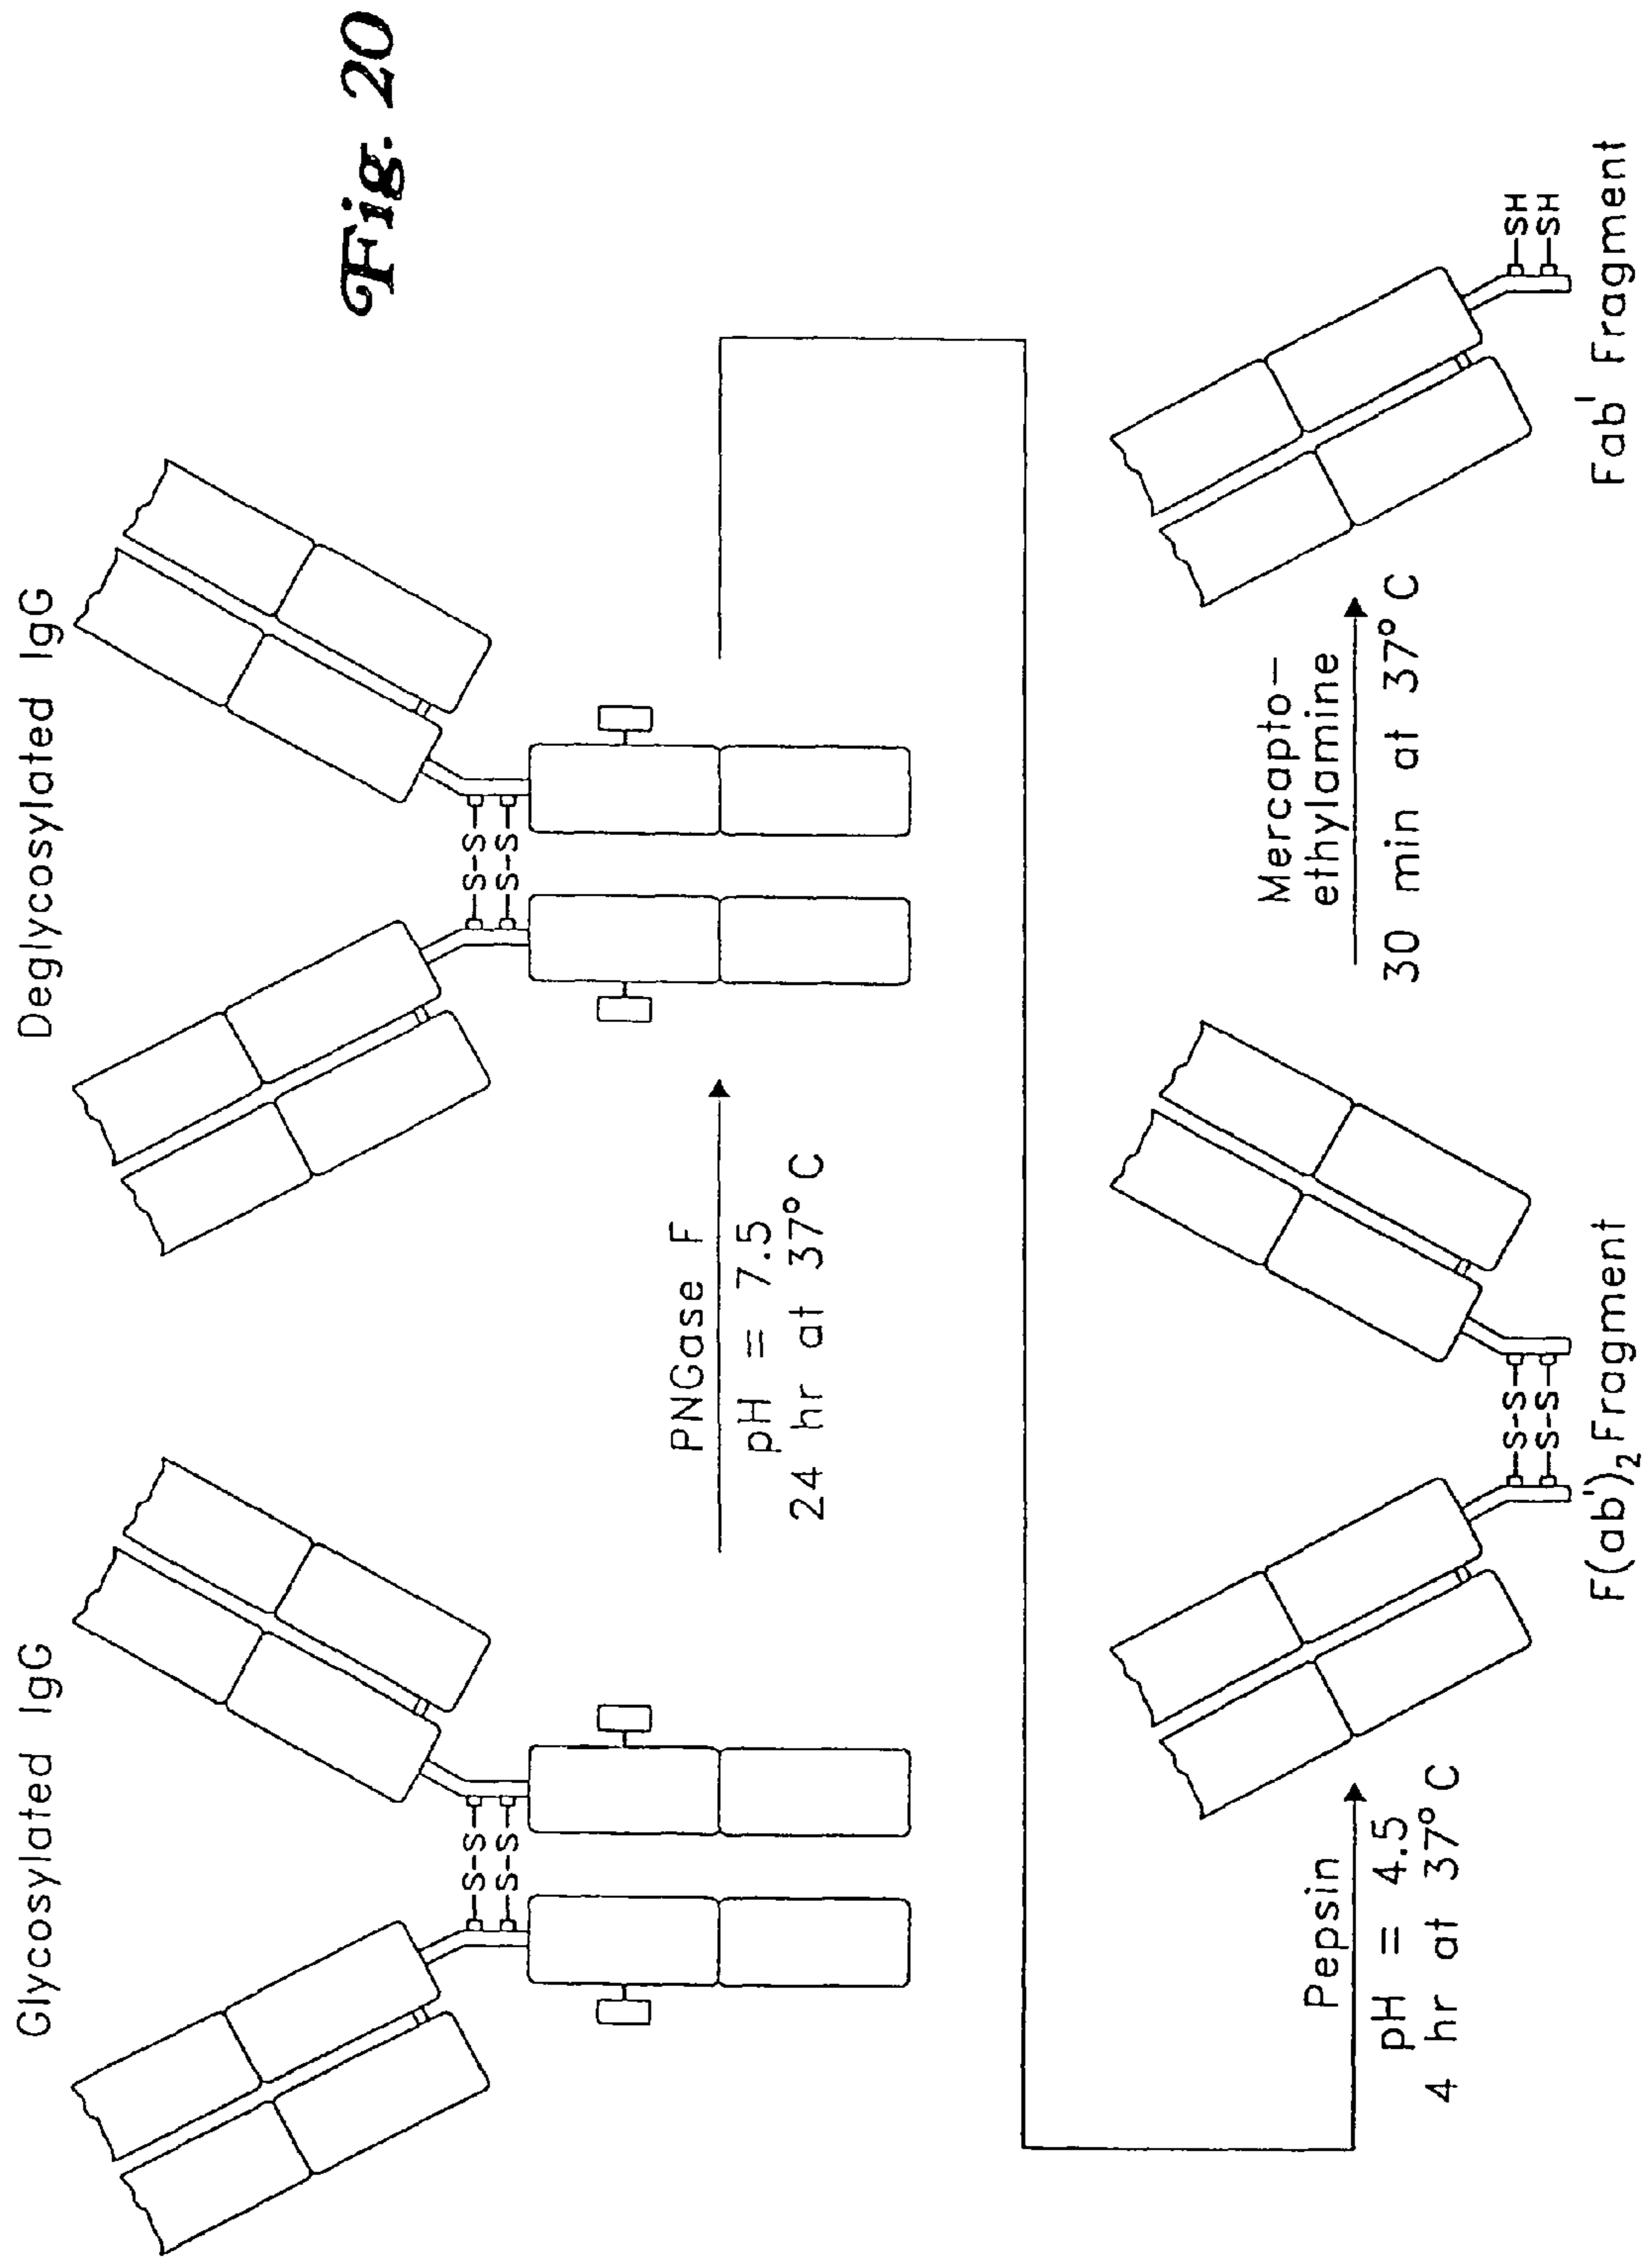 Fig. 20
Glycosylated IgG
Deglycosylated IgG
-S-S-
-S-S-
PNGase F
pH = 7.5
24 hr at 37°C
-S-S-
-S-S-
Pepsin
pH = 4.5
4 hr at 37°C
-S-S-
-S-S-
F(ab')2 Fragment
Mercapto-
ethylamine
30 min at 37°C
-SH
-SH
Fab' Fragment